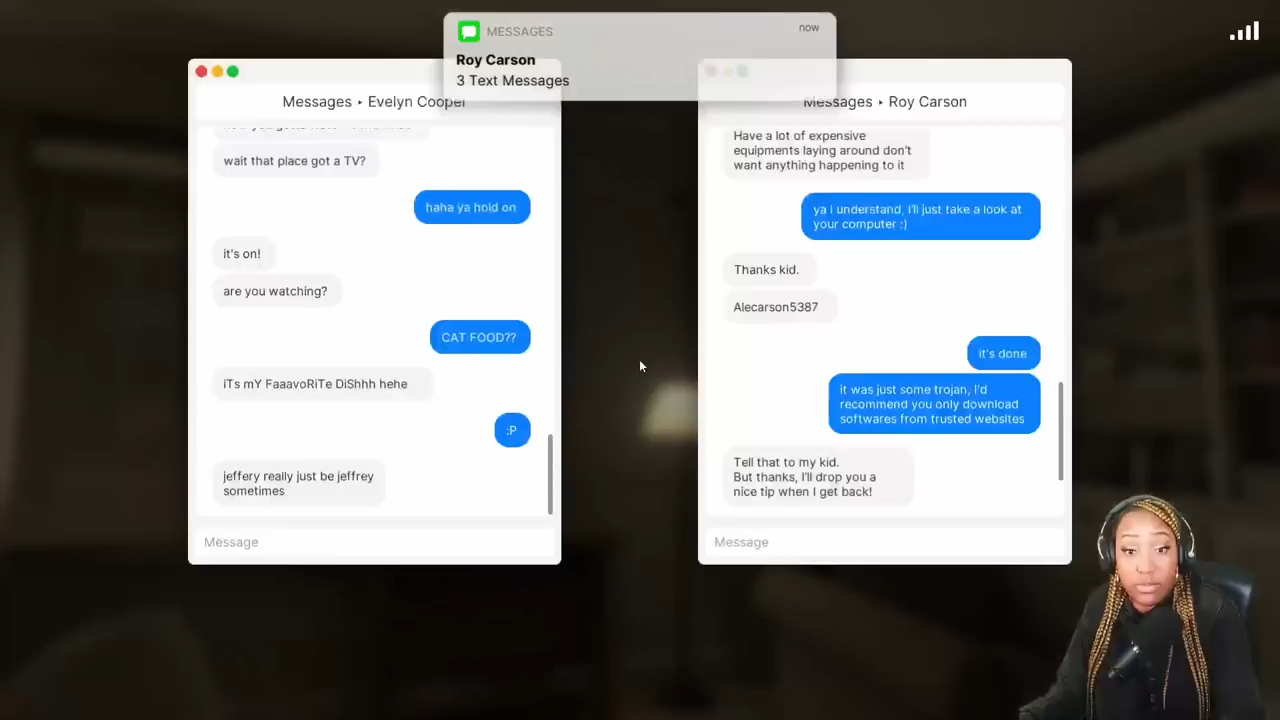 MESSAGES
now
Roy Carson
3 Text Messages
Messages ▸ Evelyn Cooper
wait that place got a TV?
haha ya hold on
it's on!
are you watching?
CAT FOOD??
iTs mY FaaavoRiTe DiShhh hehe
:P
jeffery really just be jeffrey
sometimes
Message
Messages ▸ Roy Carson
Have a lot of expensive
equipments laying around don't
want anything happening to it
ya I understand, I'll just take a look at
your computer :)
Thanks kid.
Alecarson5387
it's done
it was just some trojan, I'd
recommend you only download
softwares from trusted websites
Tell that to my kid.
But thanks, I'll drop you a
nice tip when I get back!
Message